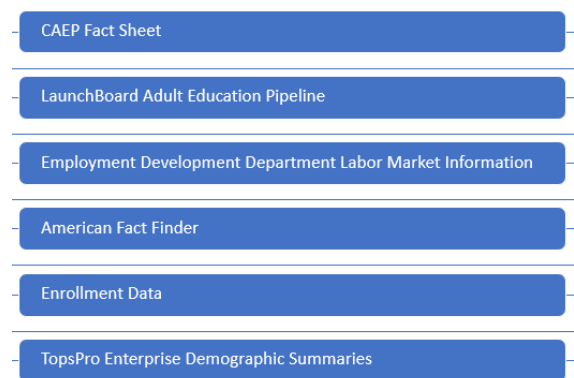 CAEP Fact Sheet
LaunchBoard Adult Education Pipeline
Employment Development Department Labor Market Information
American Fact Finder
Enrollment Data
TopsPro Enterprise Demographic Summaries